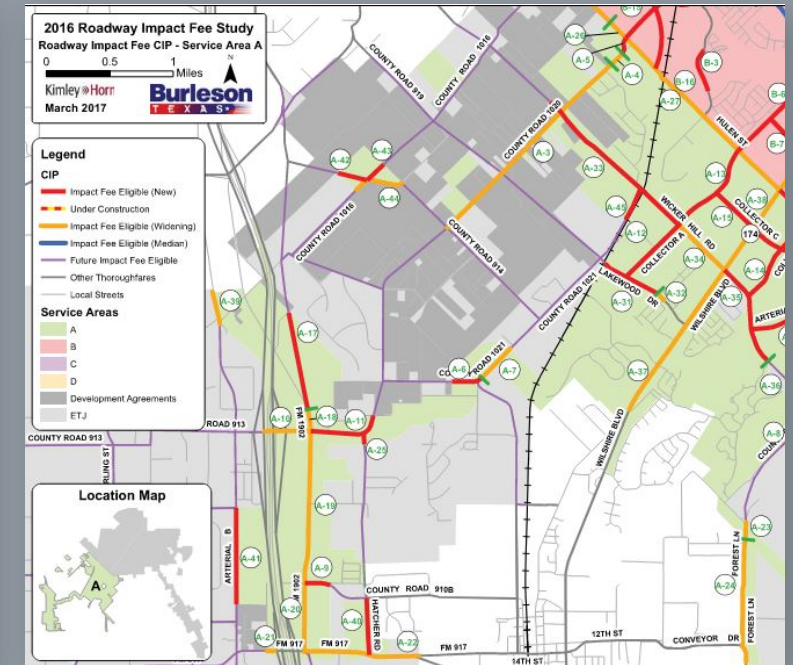 2016 Roadway Impact Fee Study
Roadway Impact Fee CIP - Service Area A
0 0.5 1
Miles
N
Kimley»Horn
March 2017
Burleson
TEXAS
Legend
CIP
Impact Fee Eligible (New)
Under Construction
Impact Fee Eligible (Widening)
Impact Fee Eligible (Median)
Future Impact Fee Eligible
Other Thoroughfares
Local Streets
Service Areas
A
B
C
D
Development Agreements
ETJ
Location Map
A
COUNTY ROAD 919
COUNTY ROAD 1016
A-26
B-15
A-5
A-4
B-3
B-16
B-6
A-27
HULEN ST
B-7
COUNTY ROAD 1020
A-3
A-33
A-13
A-42
A-43
A-44
COUNTY ROAD 1016
COUNTY ROAD 914
A-45
A-12
WICKER HILL RD
A-15
A-38
COLLECTOR C
174
COLLECTOR A
A-34
A-14
LAKEWOOD DR
A-31
A-32
A-35
WILSHIRE BLVD
COUNTY ROAD 1021
A-39
A-17
A-6
ROAD 1021
A-7
A-37
A-36
A-8
WILSHIRE BLVD
COUNTY ROAD 913
ROAD 913
A-10
FM 1902
A-18
A-11
A-25
A-19
A-23
FOREST LN
A-24
FOREST LN
ARTERIAL B
A-41
A-9
COUNTY ROAD 910B
A-20
A-40
HATCHER RD
A-21
FM 917
FM 917
A-22
FM 917
12TH ST
CONVEYOR DR
14TH ST